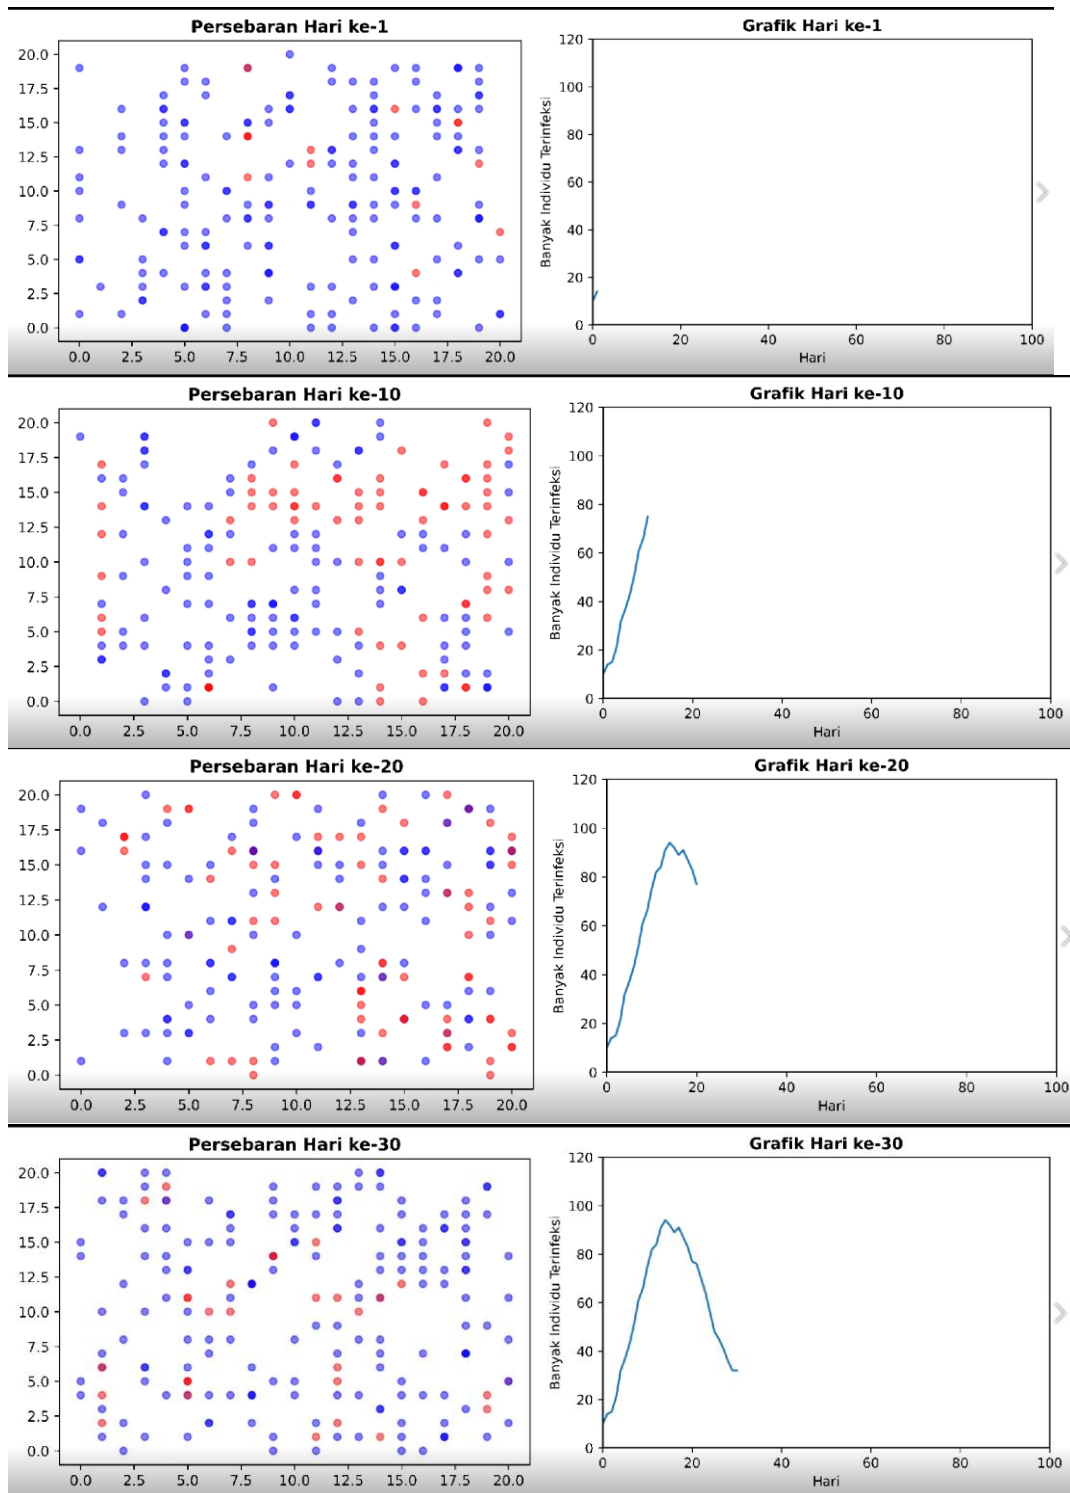 Persebaran Hari ke-1
20.0
17.5
15.0
12.5
10.0
7.5
5.0
2.5
0.0
0.0 2.5 5.0 7.5 10.0 12.5 15.0 17.5 20.0
Grafik Hari ke-1
Banyak Individu Terinfeksi
120
100
80
60
40
20
0
0 20 40 60 80 100
Hari
Persebaran Hari ke-10
20.0
17.5
15.0
12.5
10.0
7.5
5.0
2.5
0.0
0.0 2.5 5.0 7.5 10.0 12.5 15.0 17.5 20.0
Grafik Hari ke-10
Banyak Individu Terinfeksi
120
100
80
60
40
20
0
0 20 40 60 80 100
Hari
Persebaran Hari ke-20
20.0
17.5
15.0
12.5
10.0
7.5
5.0
2.5
0.0
0.0 2.5 5.0 7.5 10.0 12.5 15.0 17.5 20.0
Grafik Hari ke-20
Banyak Individu Terinfeksi
120
100
80
60
40
20
0
0 20 40 60 80 100
Hari
Persebaran Hari ke-30
20.0
17.5
15.0
12.5
10.0
7.5
5.0
2.5
0.0
0.0 2.5 5.0 7.5 10.0 12.5 15.0 17.5 20.0
Grafik Hari ke-30
Banyak Individu Terinfeksi
120
100
80
60
40
20
0
0 20 40 60 80 100
Hari